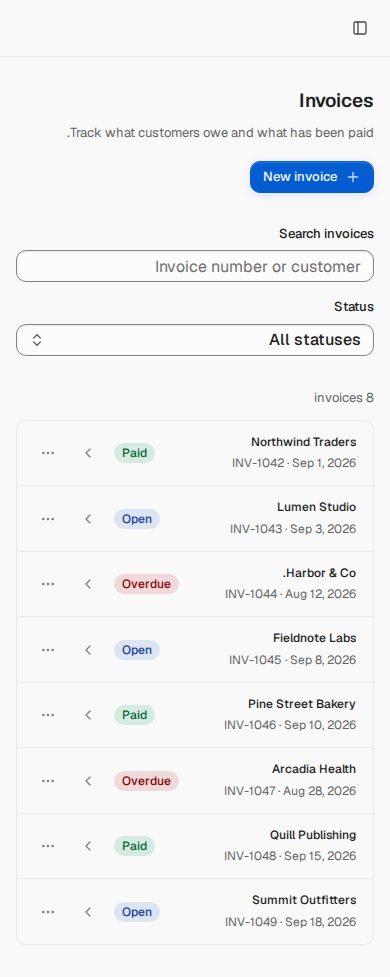 Invoices
.Track what customers owe and what has been paid
New invoice
Search invoices
Invoice number or customer
Status
All statuses
invoices 8
Northwind Traders
INV-1042 · Sep 1, 2026
Paid
Lumen Studio
INV-1043 · Sep 3, 2026
Open
.Harbor & Co
INV-1044 · Aug 12, 2026
Overdue
Fieldnote Labs
INV-1045 · Sep 8, 2026
Open
Pine Street Bakery
INV-1046 · Sep 10, 2026
Paid
Arcadia Health
INV-1047 · Aug 28, 2026
Overdue
Quill Publishing
INV-1048 · Sep 15, 2026
Paid
Summit Outfitters
INV-1049 · Sep 18, 2026
Open